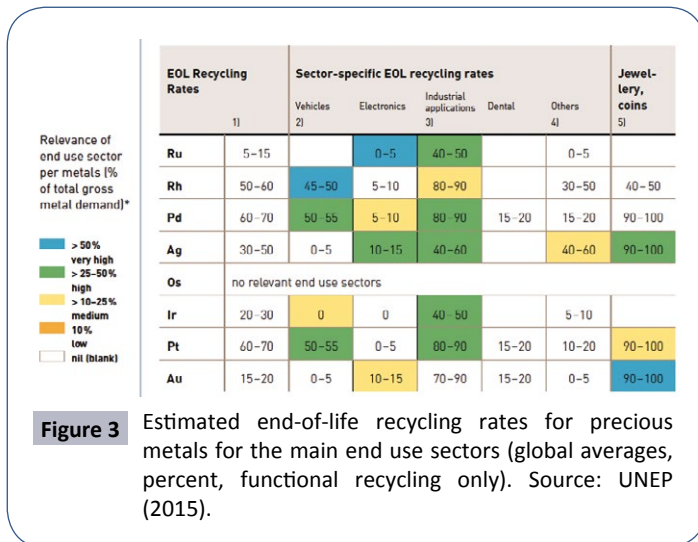 EOL Recycling Rates 1)
Sector-specific EOL recycling rates
Jewel-
lery,
coins
5)
Vehicles 2)
Electronics
Industrial applications 3)
Dental
Others 4)
Relevance of
end use sector
per metals (%
of total gross
metal demand)*
> 50%
very high
> 25–50%
high
> 10–25%
medium
10%
low
nil (blank)
Ru 5–15 0–5 40–50 0–5
Rh 50–60 45–50 5–10 80–90 30–50 40–50
Pd 60–70 50–55 5–10 80–90 15–20 15–20 90–100
Ag 30–50 0–5 10–15 40–60 40–60 90–100
Os no relevant end use sectors
Ir 20–30 0 0 40–50 5–10
Pt 60–70 50–55 0–5 80–90 15–20 10–20 90–100
Au 15–20 0–5 10–15 70–90 15–20 0–5 90–100
Figure 3 Estimated end-of-life recycling rates for precious
metals for the main end use sectors (global averages,
percent, functional recycling only). Source: UNEP
(2015).